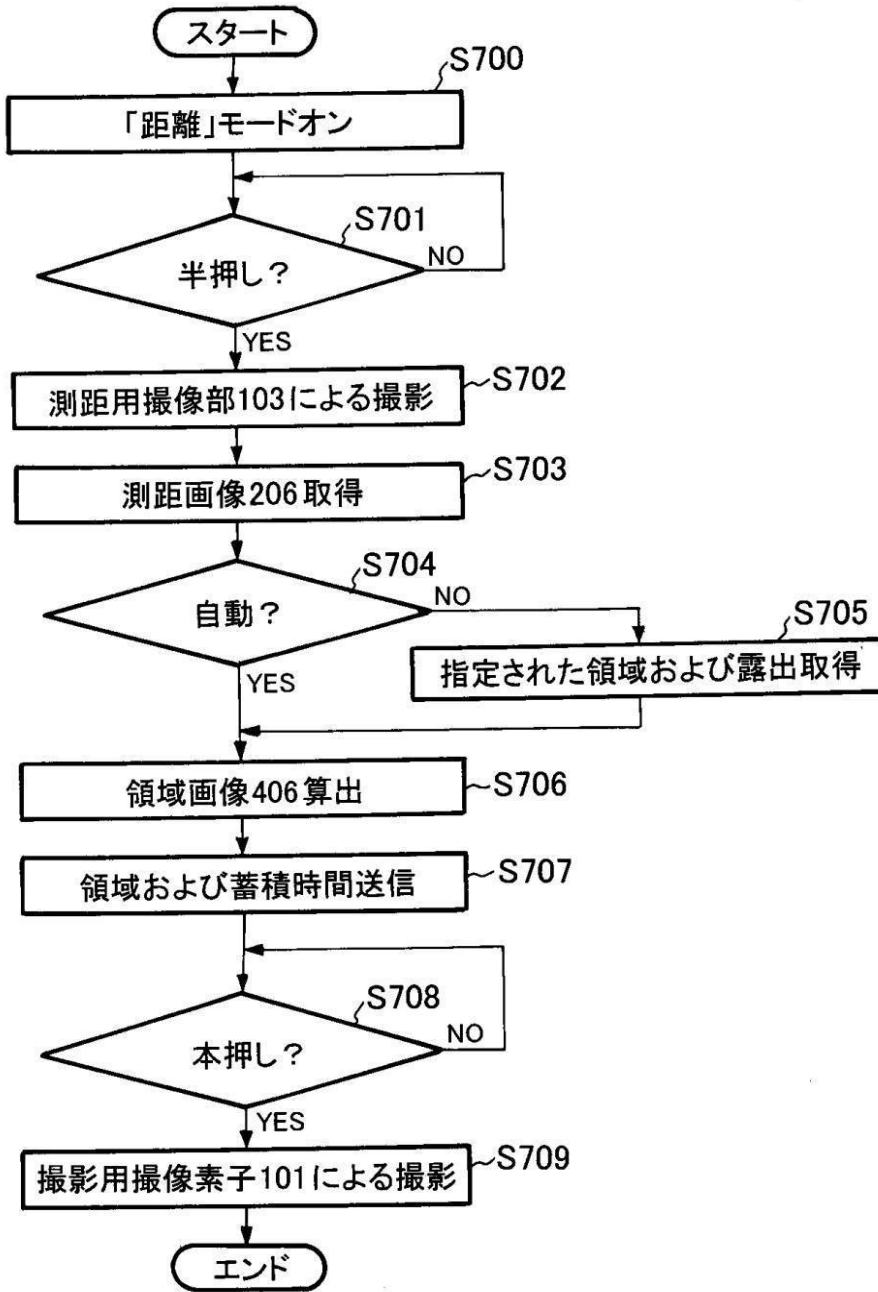 スタート
S700
「距離」モードオン
S701
半押し?
NO
YES
S702
測距用撮像部103による撮影
S703
測距画像206取得
S704
自動?
NO
S705
指定された領域および露出取得
YES
領域画像406算出
S706
領域および蓄積時間送信
S707
S708
本押し?
NO
YES
撮影用撮像素子101による撮影
S709
エンド